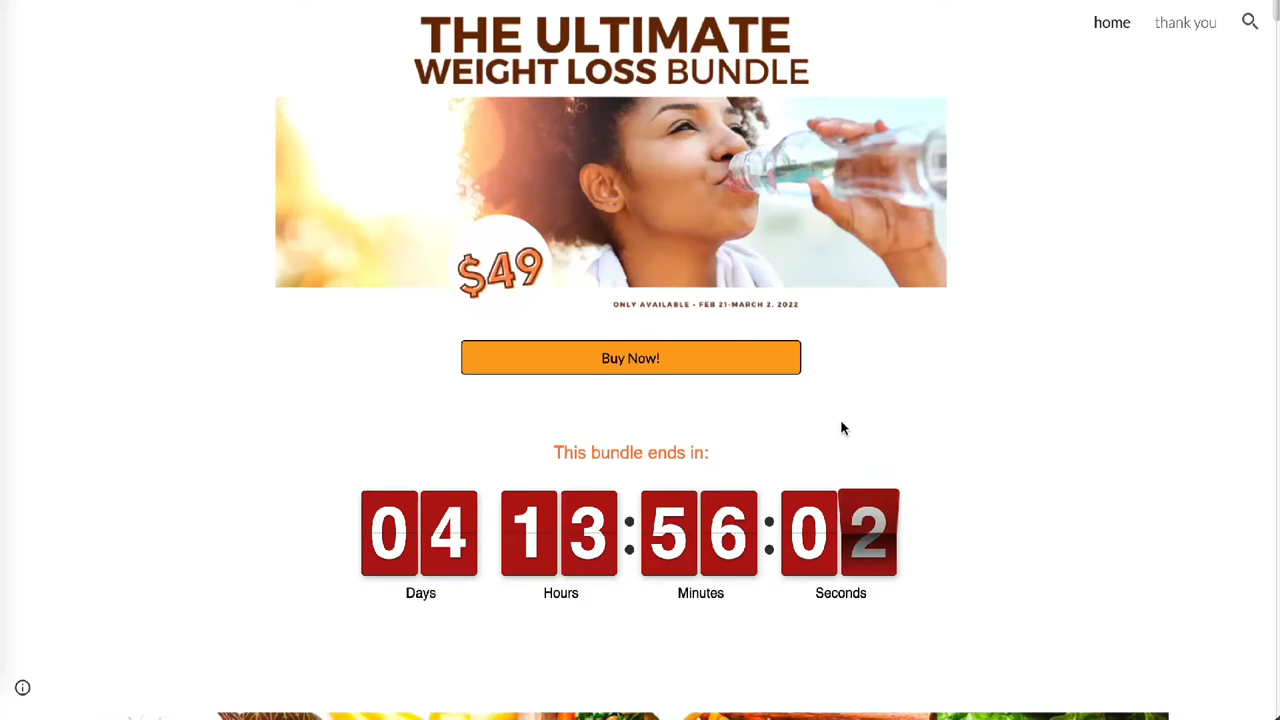 home
thank you
THE ULTIMATE
WEIGHT LOSS BUNDLE
$49
ONLY AVAILABLE • FEB 21-MARCH 2, 2022
Buy Now!
This bundle ends in:
04 13:56:02
Days Hours Minutes Seconds